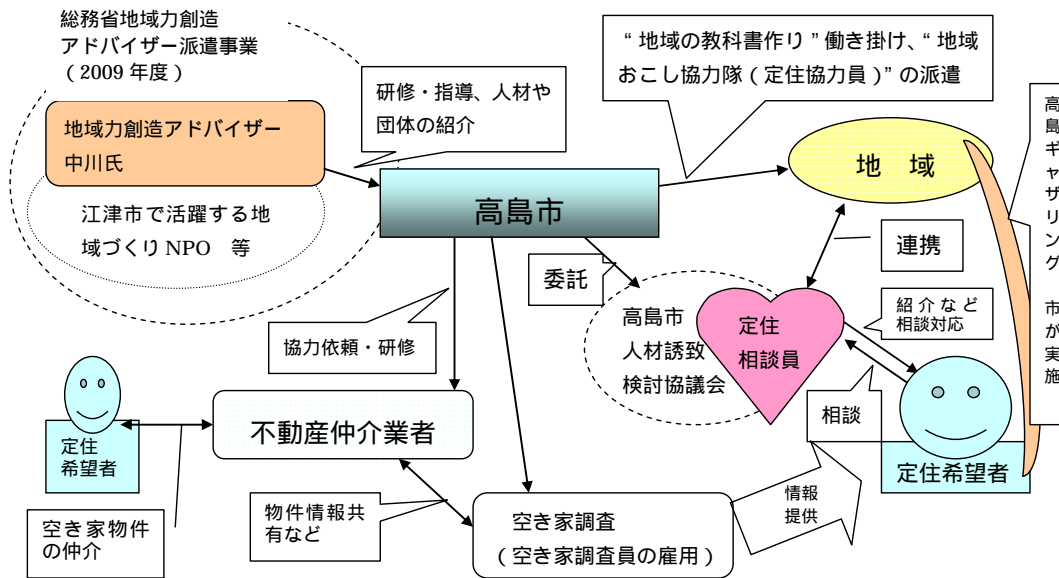 総務省地域力創造
アドバイザー派遣事業
（2009年度）
地域力創造アドバイザー
中川氏
江津市で活躍する地
域づくりNPO　等
研修・指導、人材や
団体の紹介
“地域の教科書作り”働き掛け、“地域
おこし協力隊（定住協力員）”の派遣
高島ギャザリング　市が実施
地　域
高島市
連携
委託
紹介など
相談対応
高島市
人材誘致
検討協議会
定住
相談員
協力依頼・研修
相談
定住
希望者
不動産仲介業者
定住希望者
空き家物件
の仲介
物件情報共
有など
空き家調査
（空き家調査員の雇用）
情報
提供